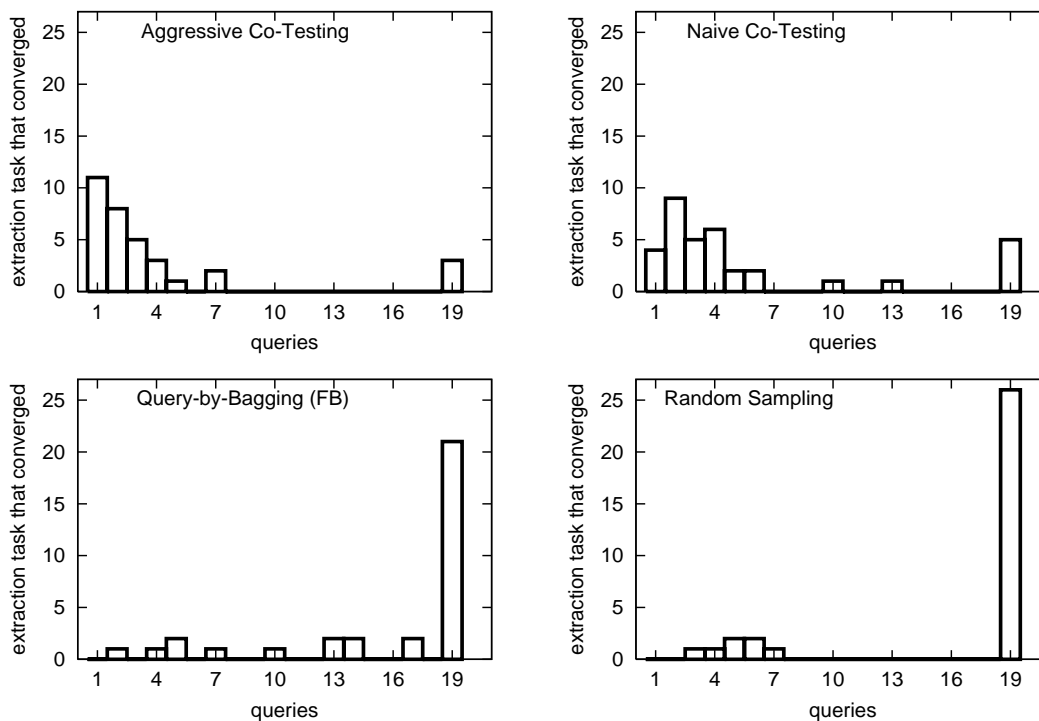 Aggressive Co-Testing
extraction task that converged
25
20
15
10
5
0
1 4 7 10 13 16 19
queries
Naive Co-Testing
extraction task that converged
25
20
15
10
5
0
1 4 7 10 13 16 19
queries
Query-by-Bagging (FB)
extraction task that converged
25
20
15
10
5
0
1 4 7 10 13 16 19
queries
Random Sampling
extraction task that converged
25
20
15
10
5
0
1 4 7 10 13 16 19
queries